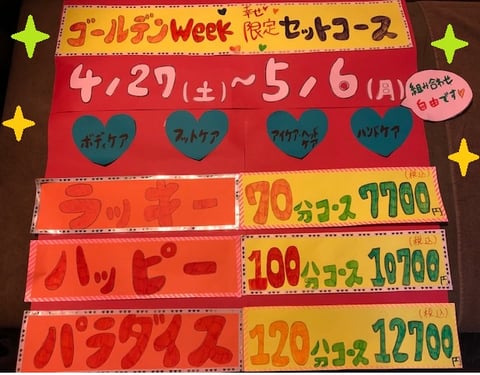 ゴールデンWeek 幸せ限定 セットコース
4/27(土)~5/6(月)
組み合わせ
自由です♡
ボディケア フットケア アイケア・ヘッドケア ハンドケア
ラッキー 70分コース (税込) 7700円
ハッピー 100分コース (税込) 10700円
パラダイス 120分コース (税込) 12700円